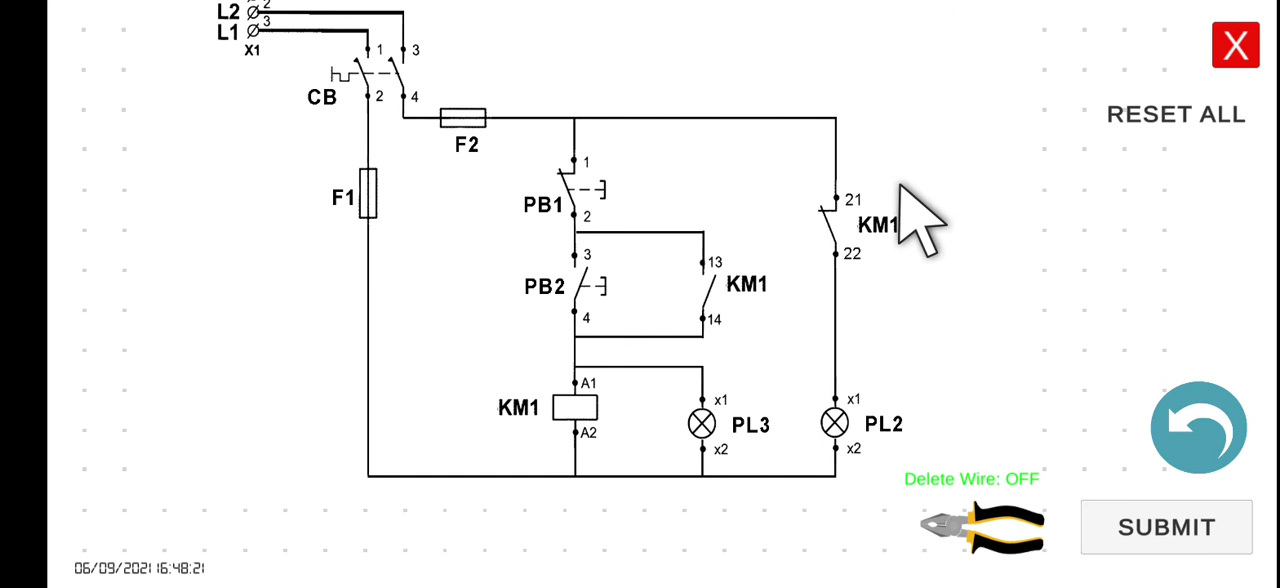 L2 2
L1 3
X1
1 3
CB 2 4
F2
F1
1
PB1
2
21
KM1
22
3
PB2
4
13
KM1
14
A1
KM1
A2
x1
PL3
x2
x1
PL2
x2
X
RESET ALL
Delete Wire: OFF
SUBMIT
06/09/2021 16:48:21